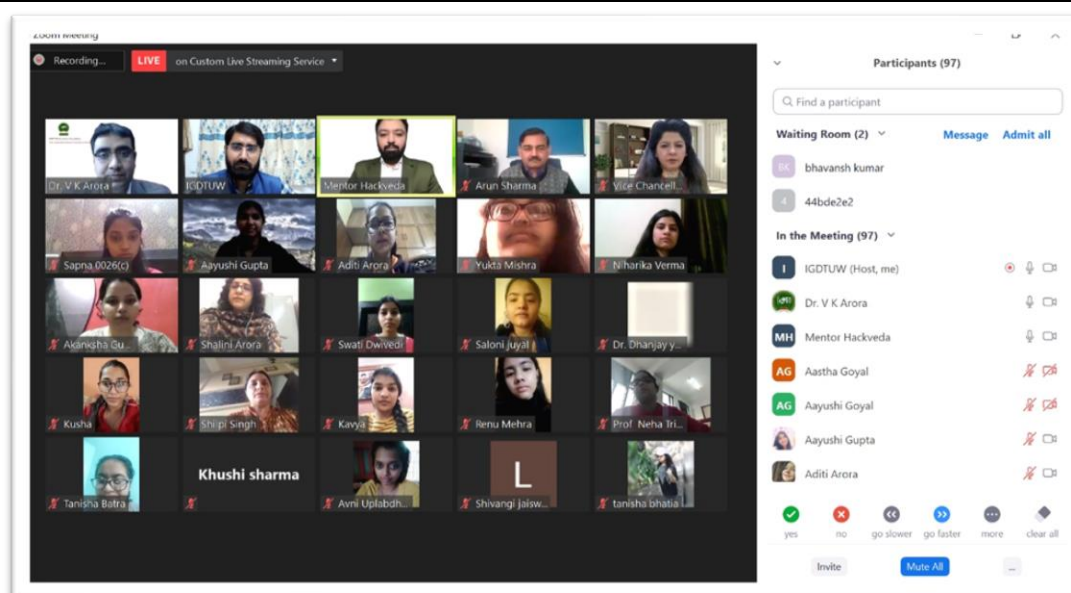 Zoom Meeting
Recording...
LIVE on Custom Live Streaming Service
Dr. V K Arora
IGDTUW
Mentor Hackveda
Arun Sharma
Vice Chancell...
Sapna 0026(c)
Aayushi Gupta
Aditi Arora
Yukta Mishra
Niharika Verma
Akanksha Gu...
Shalini Arora
Swati Dwivedi
Saloni juyal
Dr. Dhanjay y...
Kusha
Shilpi Singh
Kavya
Renu Mehra
Prof. Neha Tri...
Tanisha Batra
Khushi sharma
Avni Uplabdh...
L
Shivangi jaisw...
tanisha bhatia
Participants (97)
Find a participant
Waiting Room (2) Message Admit all
BK bhavansh kumar
4 44bde2e2
In the Meeting (97)
I IGDTUW (Host, me)
Dr. V K Arora
MH Mentor Hackveda
AG Aastha Goyal
AG Aayushi Goyal
Aayushi Gupta
Aditi Arora
yes no go slower go faster more clear all
Invite Mute All ...